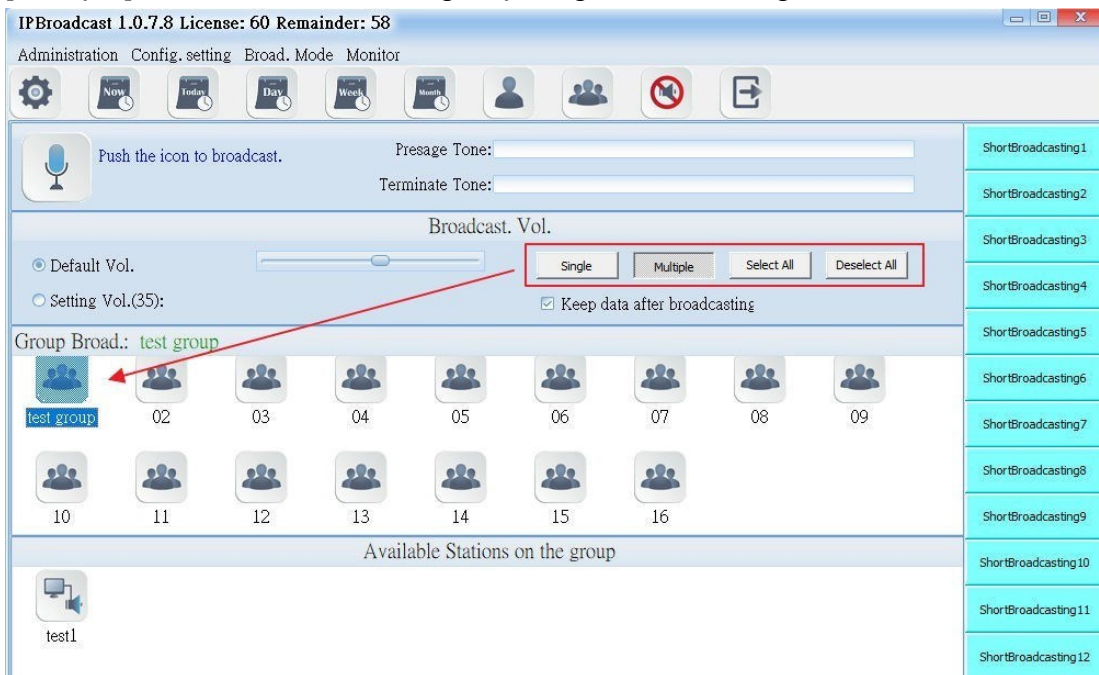 IPBroadcast 1.0.7.8 License: 60 Remainder: 58
Administration Config. setting Broad. Mode Monitor
Now Today Day Week Month
Push the icon to broadcast.
Presage Tone:
Terminate Tone:
Broadcast. Vol.
Default Vol.
Single Multiple Select All Deselect All
Setting Vol.(35):
Keep data after broadcasting
Group Broad.: test group
test group 02 03 04 05 06 07 08 09
10 11 12 13 14 15 16
Available Stations on the group
test1
ShortBroadcasting1
ShortBroadcasting2
ShortBroadcasting3
ShortBroadcasting4
ShortBroadcasting5
ShortBroadcasting6
ShortBroadcasting7
ShortBroadcasting8
ShortBroadcasting9
ShortBroadcasting10
ShortBroadcasting11
ShortBroadcasting12